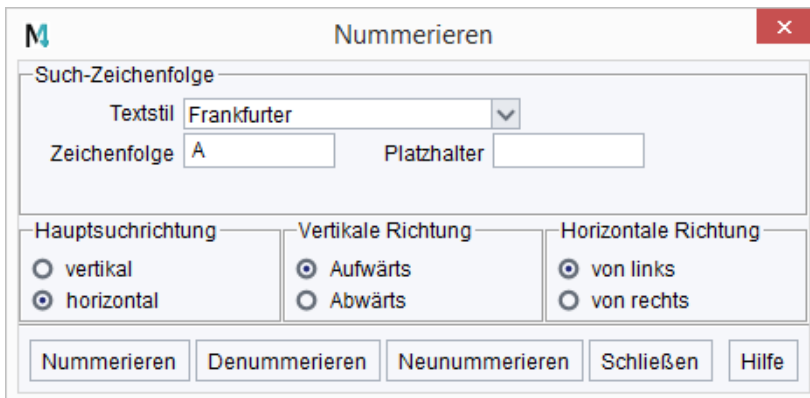 M4 Nummerieren ×
Such-Zeichenfolge
Textstil Frankfurter
Zeichenfolge A Platzhalter
Hauptsuchrichtung Vertikale Richtung Horizontale Richtung
vertikal Aufwärts von links
horizontal Abwärts von rechts
Nummerieren Denummerieren Neunummerieren Schließen Hilfe